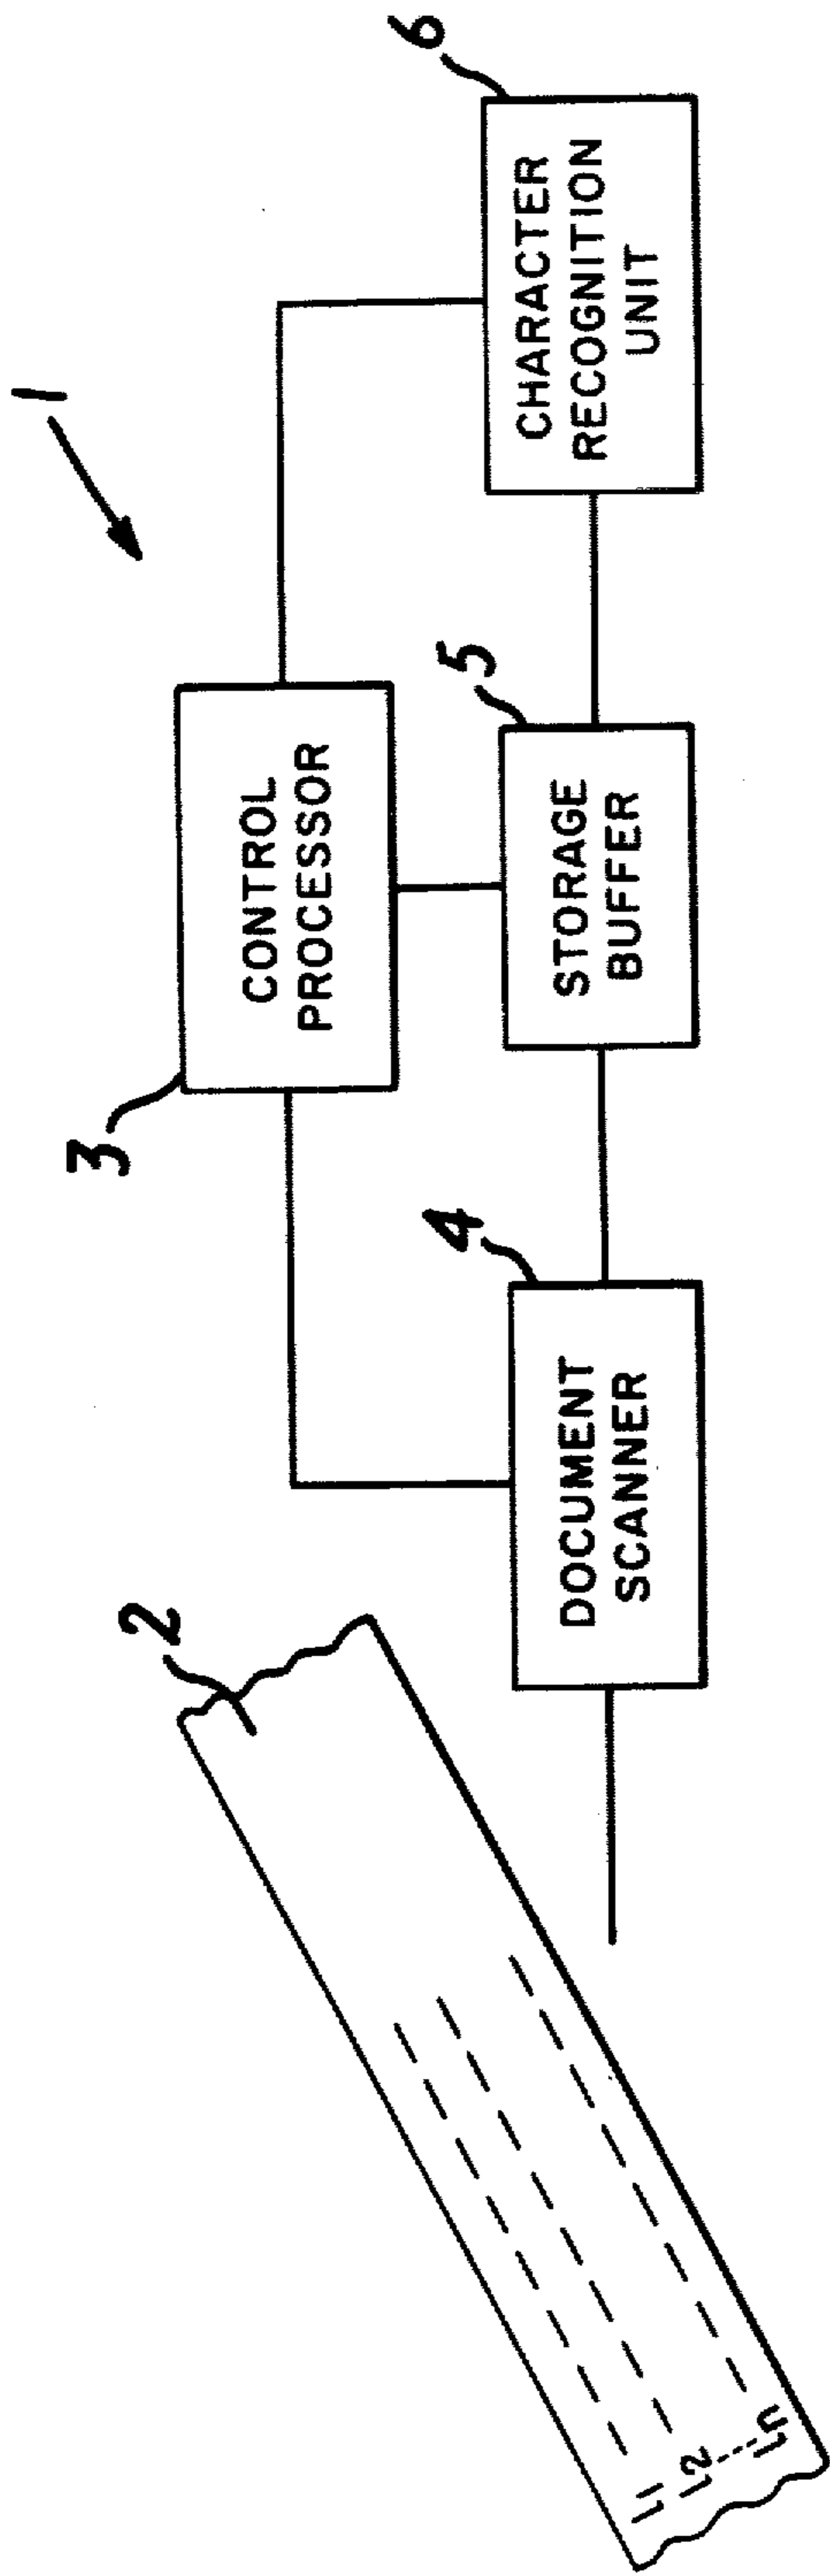 1
2
3
CONTROL
PROCESSOR
4
DOCUMENT
SCANNER
5
STORAGE
BUFFER
6
CHARACTER
RECOGNITION
UNIT
L1
L2
Ln